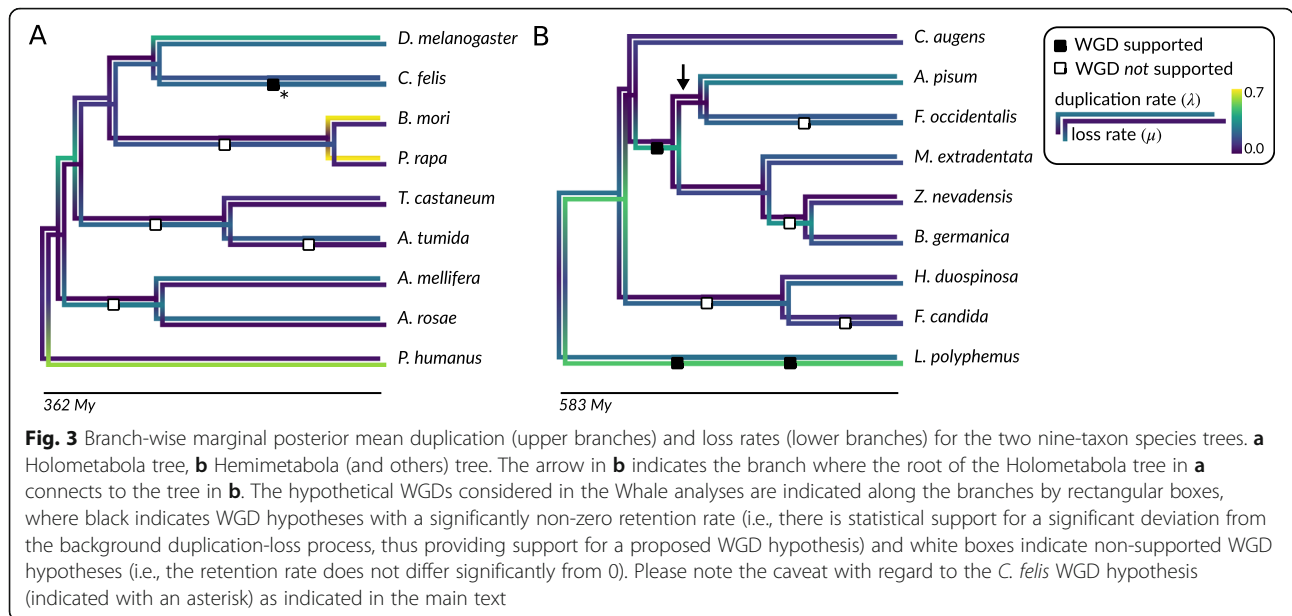 A
D. melanogaster
C. felis
*
B. mori
P. rapa
T. castaneum
A. tumida
A. mellifera
A. rosae
P. humanus
362 My
B
C. augens
A. pisum
F. occidentalis
M. extradentata
Z. nevadensis
B. germanica
H. duospinosa
F. candida
L. polyphemus
583 My
WGD supported
WGD not supported
duplication rate (λ)
loss rate (μ)
0.7
0.0
Fig. 3 Branch-wise marginal posterior mean duplication (upper branches) and loss rates (lower branches) for the two nine-taxon species trees. a
Holometabola tree, b Hemimetabola (and others) tree. The arrow in b indicates the branch where the root of the Holometabola tree in a
connects to the tree in b. The hypothetical WGDs considered in the Whale analyses are indicated along the branches by rectangular boxes,
where black indicates WGD hypotheses with a significantly non-zero retention rate (i.e., there is statistical support for a significant deviation from
the background duplication-loss process, thus providing support for a proposed WGD hypothesis) and white boxes indicate non-supported WGD
hypotheses (i.e., the retention rate does not differ significantly from 0). Please note the caveat with regard to the C. felis WGD hypothesis
(indicated with an asterisk) as indicated in the main text